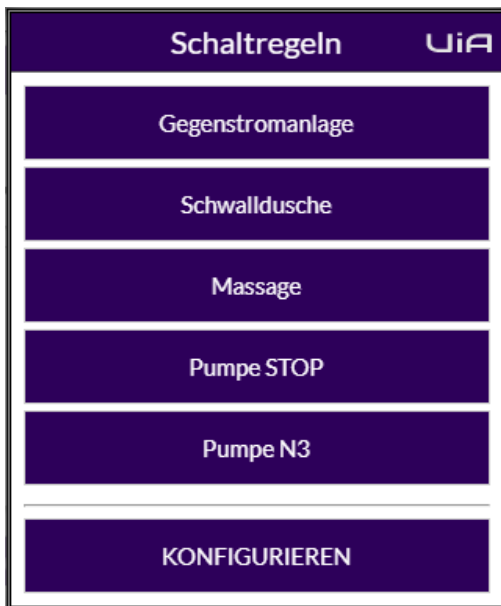 Schaltregeln UiA
Gegenstromanlage
Schwalldusche
Massage
Pumpe STOP
Pumpe N3
KONFIGURIEREN